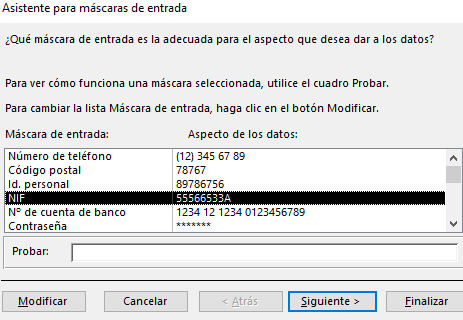 Asistente para máscaras de entrada
¿Qué máscara de entrada es la adecuada para el aspecto que desea dar a los datos?
Para ver cómo funciona una máscara seleccionada, utilice el cuadro Probar.
Para cambiar la lista Máscara de entrada, haga clic en el botón Modificar.
Máscara de entrada: Aspecto de los datos:
Número de teléfono (12) 345 67 89
Código postal 78767
Id. personal 89786756
NIF 55566533A
Nº de cuenta de banco 1234 12 1234 0123456789
Contraseña *******
Probar:
Modificar Cancelar < Atrás Siguiente > Finalizar